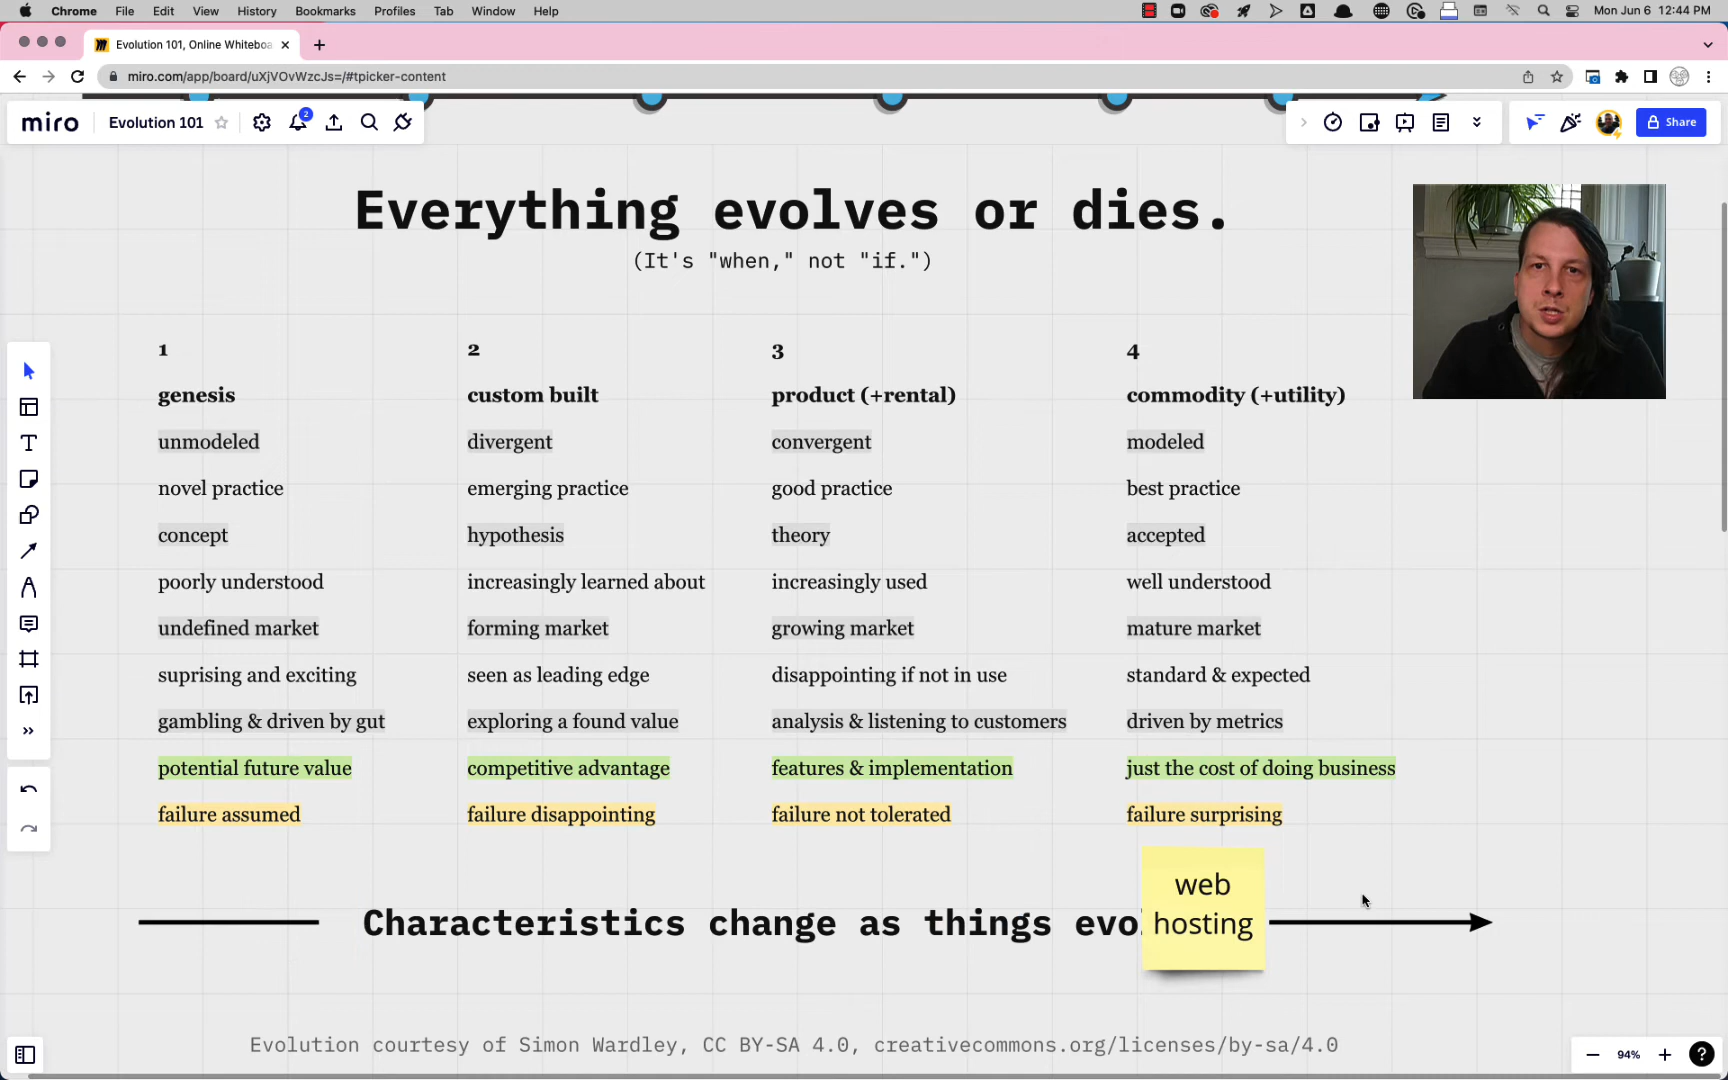 Chrome File Edit View History Bookmarks Profiles Tab Window Help Mon Jun 6 12:44 PM
Evolution 101, Online Whiteboa
miro.com/app/board/uXjVOvWzcJs=/#tpicker-content
miro Evolution 101 2 Share
Everything evolves or dies.
(It's "when," not "if.")
1 2 3 4
genesis custom built product (+rental) commodity (+utility)
unmodeled divergent convergent modeled
novel practice emerging practice good practice best practice
concept hypothesis theory accepted
poorly understood increasingly learned about increasingly used well understood
undefined market forming market growing market mature market
suprising and exciting seen as leading edge disappointing if not in use standard & expected
gambling & driven by gut exploring a found value analysis & listening to customers driven by metrics
potential future value competitive advantage features & implementation just the cost of doing business
failure assumed failure disappointing failure not tolerated failure surprising
web
hosting
Characteristics change as things evo
Evolution courtesy of Simon Wardley, CC BY-SA 4.0, creativecommons.org/licenses/by-sa/4.0
94%